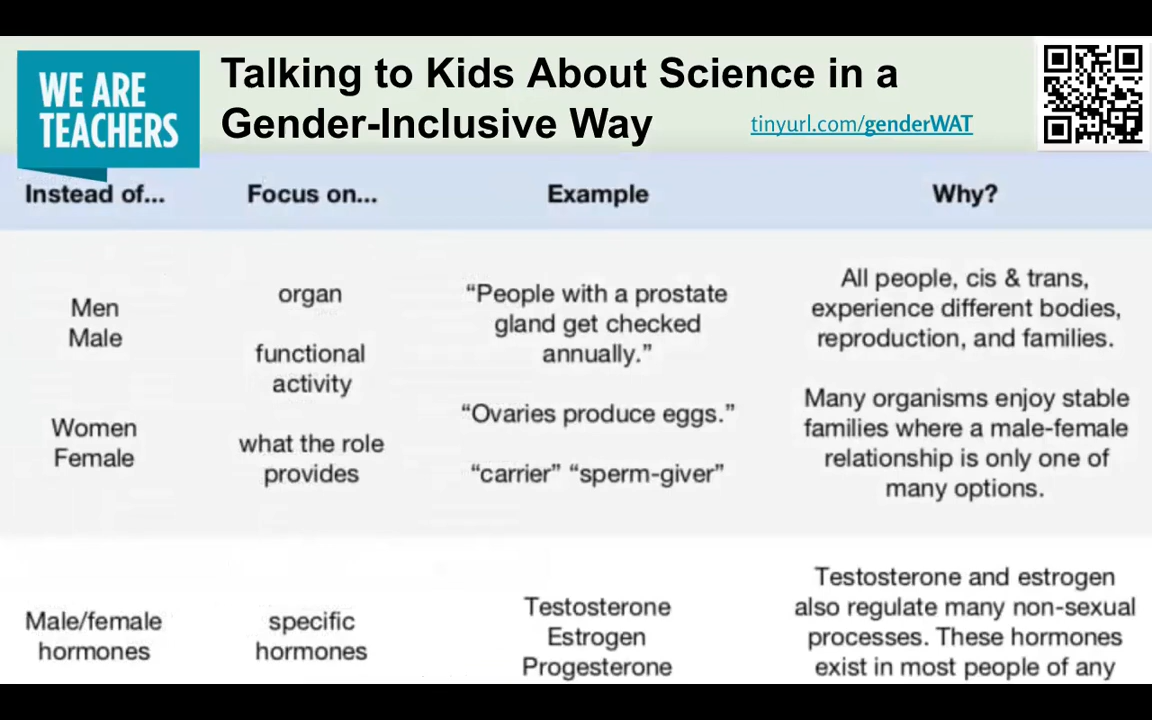 WE ARE
TEACHERS
Talking to Kids About Science in a
Gender-Inclusive Way
tinyurl.com/genderWAT
Instead of...
Focus on...
Example
Why?
Men
Male
Women
Female
organ
functional
activity
what the role
provides
“People with a prostate
gland get checked
annually.”
“Ovaries produce eggs.”
“carrier” “sperm-giver”
All people, cis & trans,
experience different bodies,
reproduction, and families.
Many organisms enjoy stable
families where a male-female
relationship is only one of
many options.
Male/female
hormones
specific
hormones
Testosterone
Estrogen
Progesterone
Testosterone and estrogen
also regulate many non-sexual
processes. These hormones
exist in most people of any